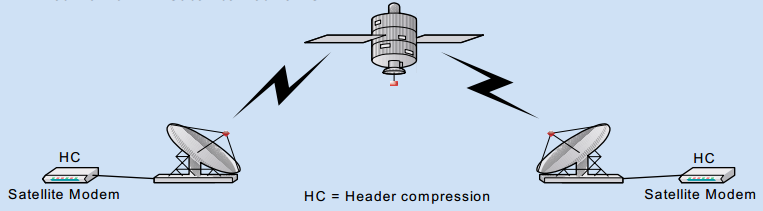 HC
HC
Satellite Modem
HC = Header compression
Satellite Modem